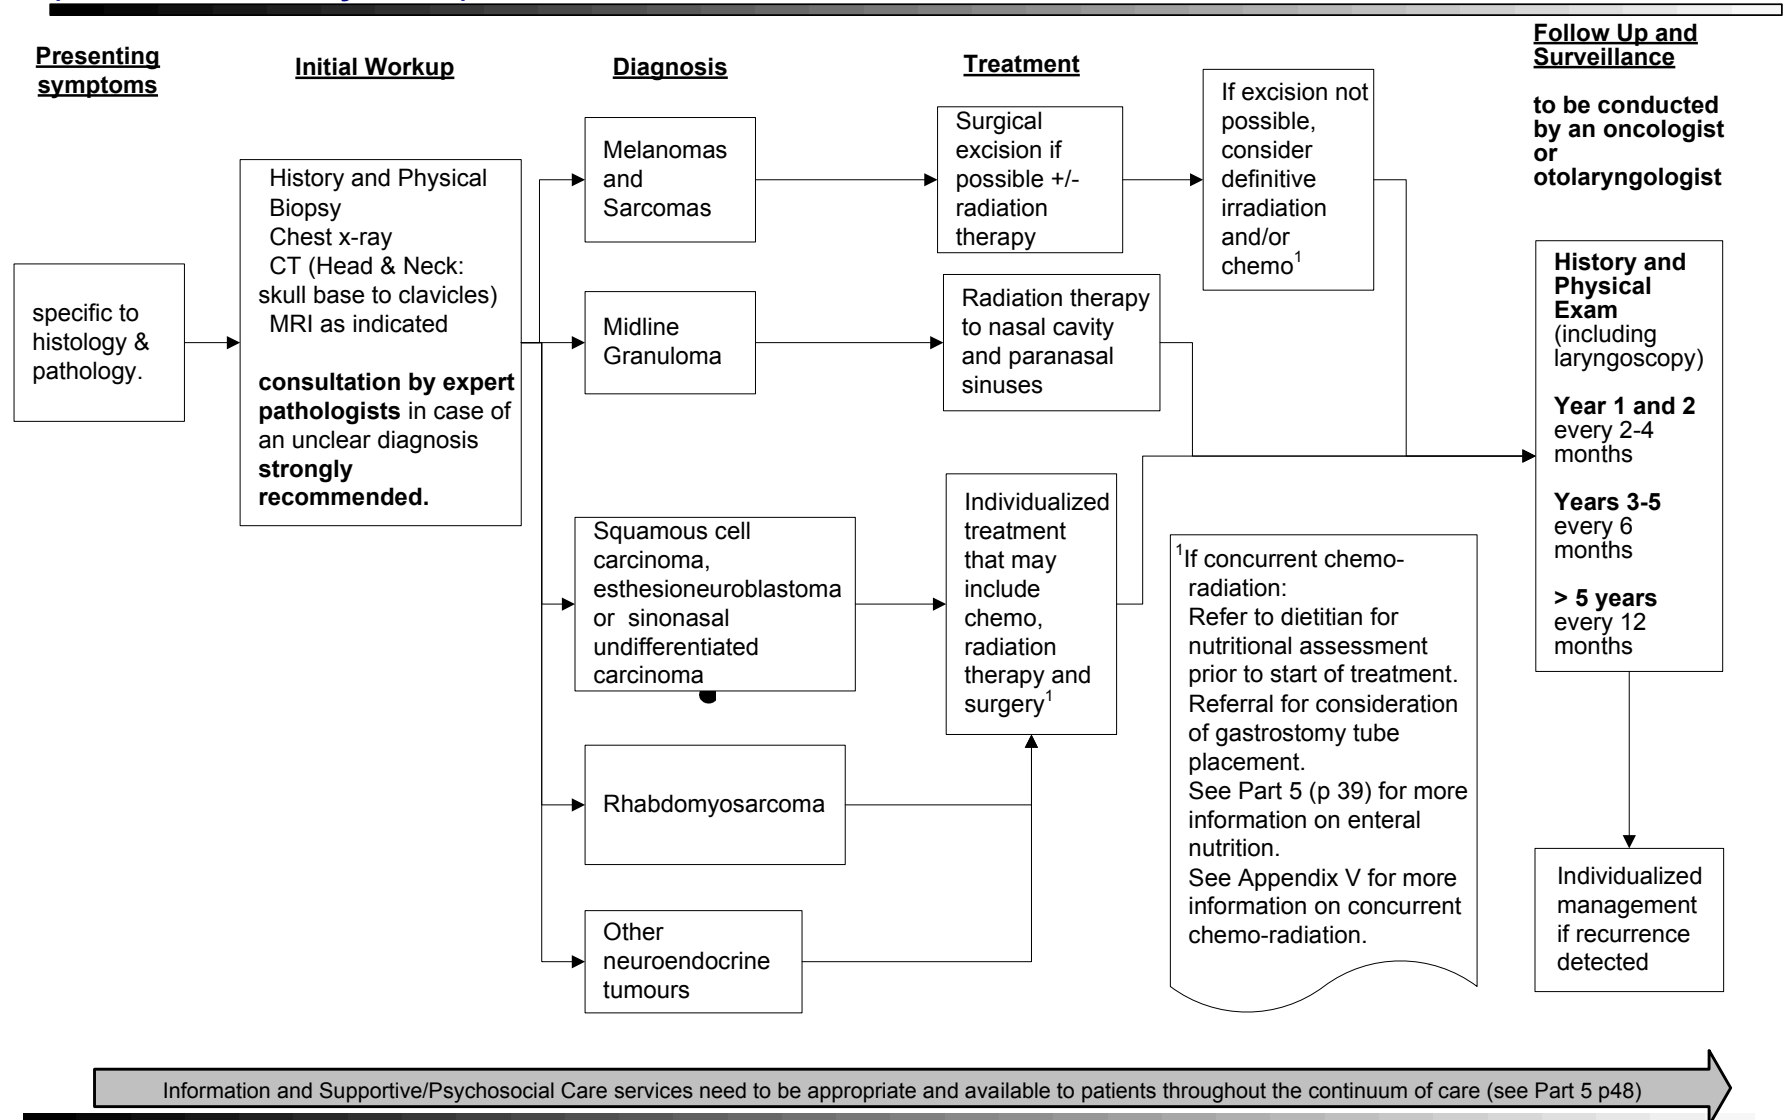 Presenting
symptoms
Initial Workup
Diagnosis
Treatment
Follow Up and
Surveillance
to be conducted
by an oncologist
or
otolaryngologist
specific to
histology &
pathology.
History and Physical
Biopsy
Chest x-ray
CT (Head & Neck:
skull base to clavicles)
MRI as indicated
consultation by expert
pathologists in case of
an unclear diagnosis
strongly
recommended.
Melanomas
and
Sarcomas
Surgical
excision if
possible +/-
radiation
therapy
If excision not
possible,
consider
definitive
irradiation
and/or
chemo1
Midline
Granuloma
Radiation therapy
to nasal cavity
and paranasal
sinuses
Squamous cell
carcinoma,
esthesioneuroblastoma
or sinonasal
undifferentiated
carcinoma
Individualized
treatment
that may
include
chemo,
radiation
therapy and
surgery1
Rhabdomyosarcoma
Other
neuroendocrine
tumours
1If concurrent chemo-
radiation:
Refer to dietitian for
nutritional assessment
prior to start of treatment.
Referral for consideration
of gastrostomy tube
placement.
See Part 5 (p 39) for more
information on enteral
nutrition.
See Appendix V for more
information on concurrent
chemo-radiation.
History and
Physical
Exam
(including
laryngoscopy)
Year 1 and 2
every 2-4
months
Years 3-5
every 6
months
> 5 years
every 12
months
Individualized
management
if recurrence
detected
Information and Supportive/Psychosocial Care services need to be appropriate and available to patients throughout the continuum of care (see Part 5 p48)